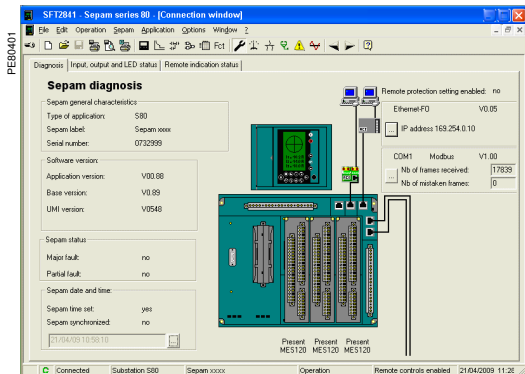 PE80401
SFT2841 - Sepam series 80 - [Connection window]
File Edit Operation Sepam Application Options Window ?
Fct
Diagnosis Input, output and LED status Remote indication status
Sepam diagnosis
Remote protection setting enabled: no
Sepam general characteristics
Type of application: S80
Sepam label: Sepam xxxx
Serial number: 0732999
Ethernet-FO V0.05
... IP address 169.254.0.10
COM1 Modbus V1.00
... Nb of frames received: 17839
Nb of mistaken frames: 0
Software version:
Application version: V00.88
Base version: V0.89
UMI version: V0548
Sepam status
Major fault: no
Partial fault: no
Sepam date and time:
Sepam time set: yes
Sepam synchronized: no
21/04/09 10:59:10 ...
Present Present Present
MES120 MES120 MES120
Connected Substation S80 Sepam xxxx Operation Remote controls enabled 21/04/2009 11:28